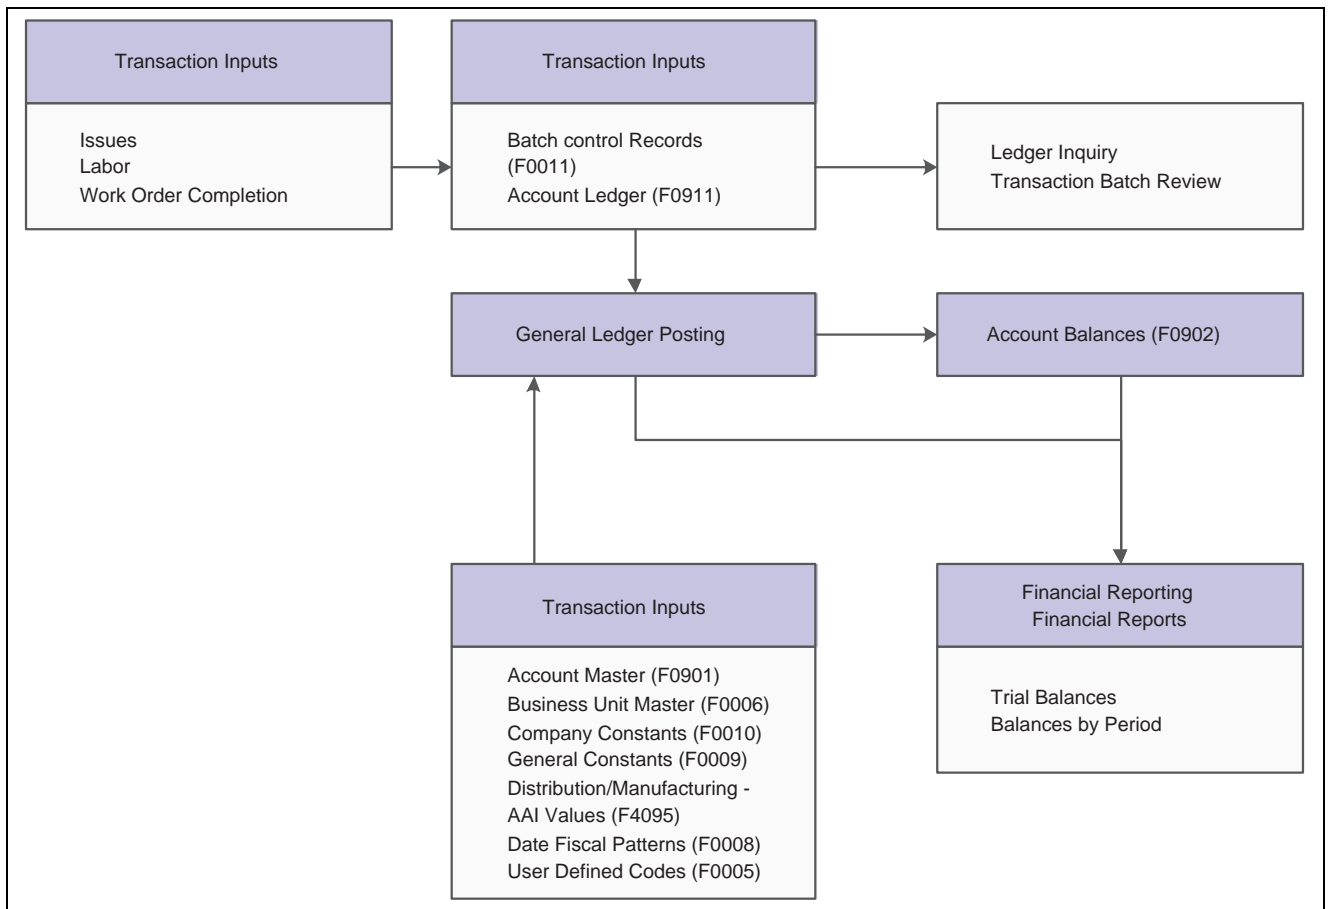 Transaction Inputs
Issues
Labor
Work Order Completion
Transaction Inputs
Batch control Records
(F0011)
Account Ledger (F0911)
Ledger Inquiry
Transaction Batch Review
General Ledger Posting
Account Balances (F0902)
Transaction Inputs
Account Master (F0901)
Business Unit Master (F0006)
Company Constants (F0010)
General Constants (F0009)
Distribution/Manufacturing -
AAI Values (F4095)
Date Fiscal Patterns (F0008)
User Defined Codes (F0005)
Financial Reporting
Financial Reports
Trial Balances
Balances by Period